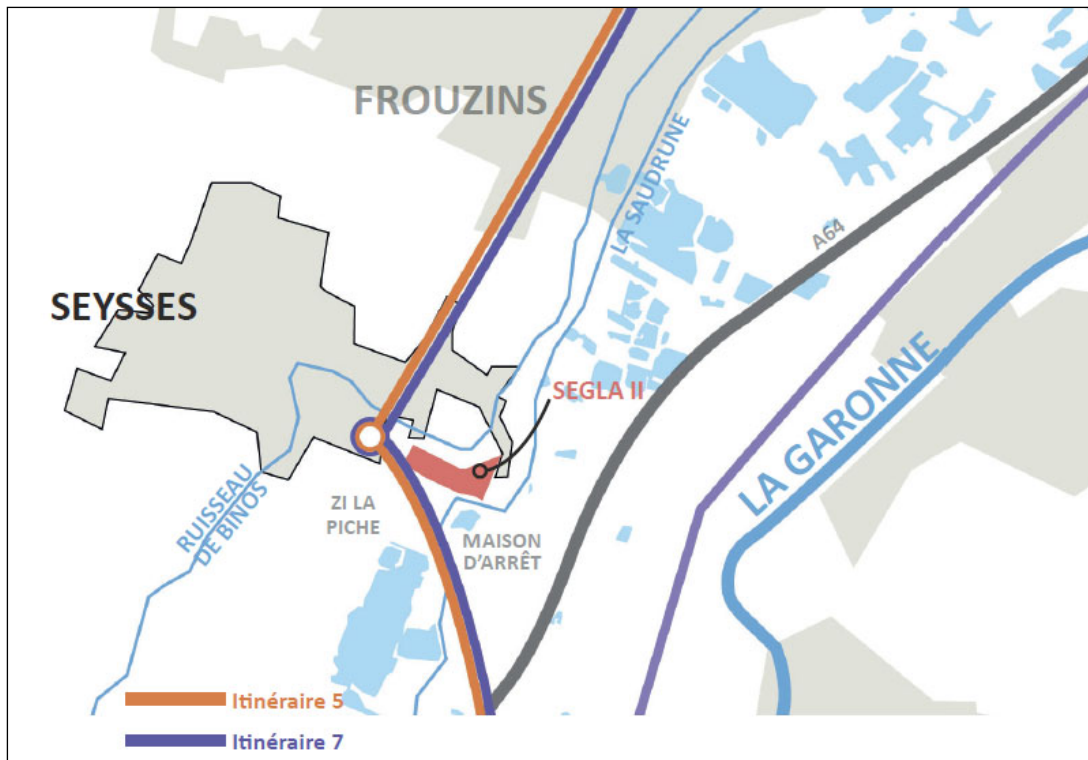 FROUZINS
LA SAUDRUNE
A64
SEYSSES
SEGLA II
LA GARONNE
RUISSEAU
DE BINOS
ZI LA
PICHE
MAISON
D'ARRÊT
Itinéraire 5
Itinéraire 7